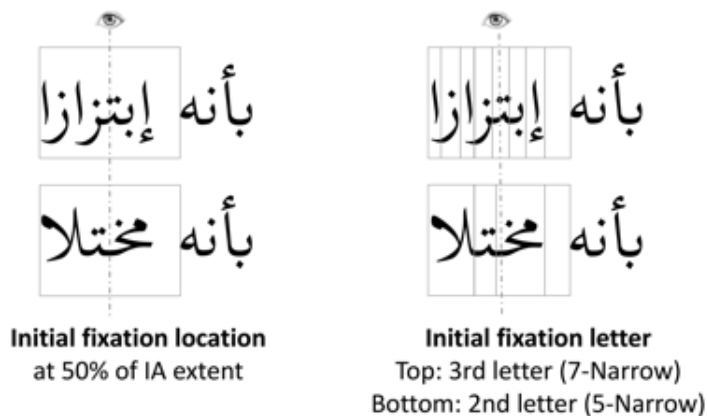 بأنه إبتزازا
بأنه مختلا
Initial fixation location
at 50% of IA extent
بأنه إبتزازا
بأنه مختلا
Initial fixation letter
Top: 3rd letter (7-Narrow)
Bottom: 2nd letter (5-Narrow)